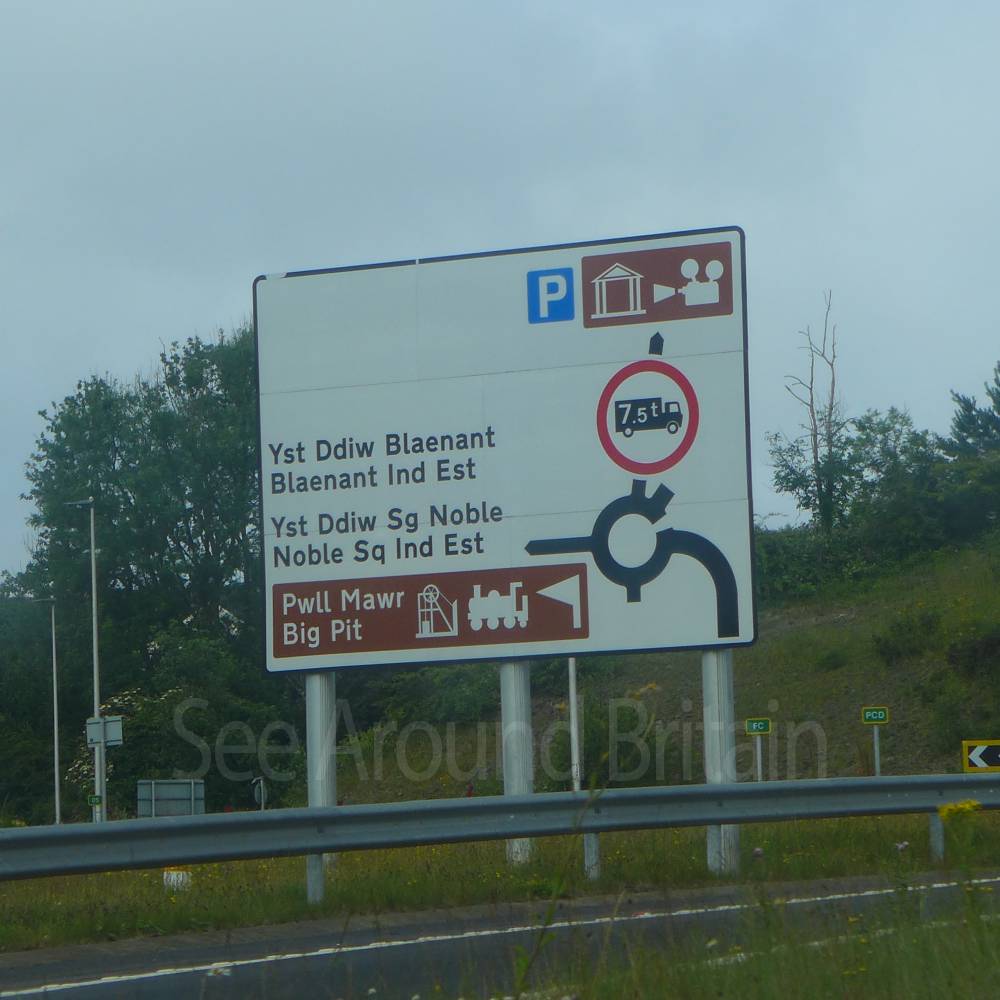 P
7.5t
Yst Ddiw Blaenant
Blaenant Ind Est
Yst Ddiw Sg Noble
Noble Sq Ind Est
Pwll Mawr
Big Pit
See Around Britain
FC
PCD
05